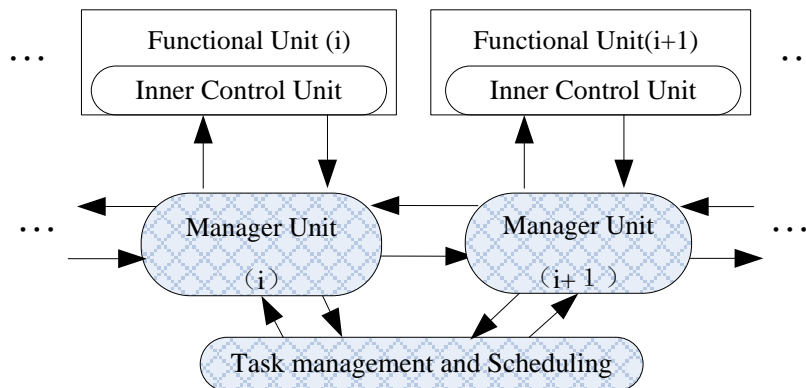 Functional Unit (i)
Functional Unit(i+1)
… …
Inner Control Unit
Inner Control Unit
… …
Manager Unit
Manager Unit
（i）
（i+１）
Task management and Scheduling